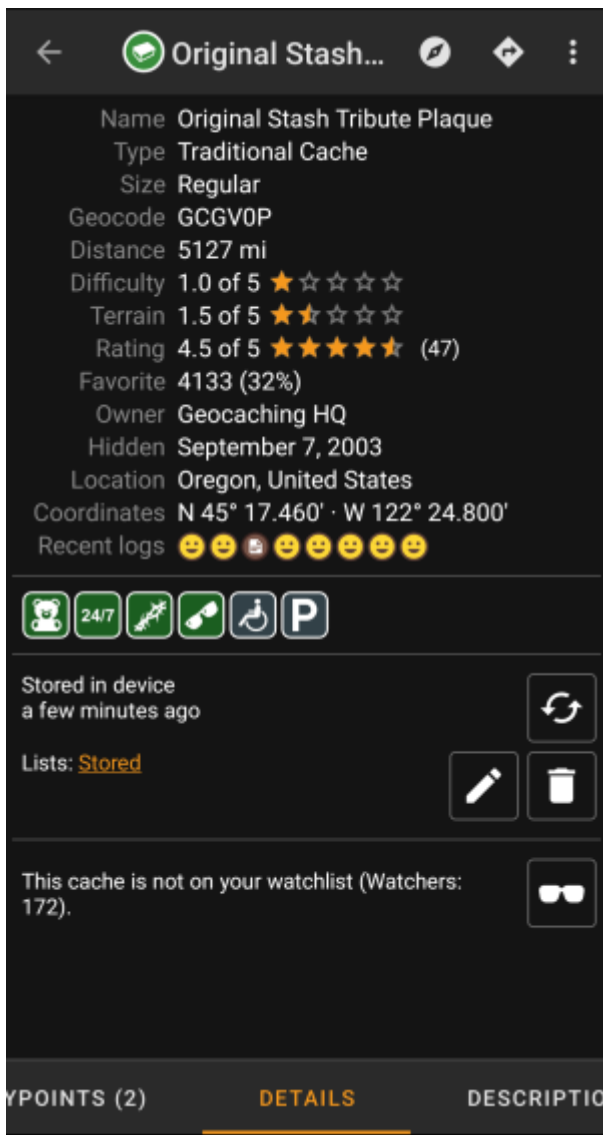 Original Stash...
Name Original Stash Tribute Plaque
Type Traditional Cache
Size Regular
Geocode GCGV0P
Distance 5127 mi
Difficulty 1.0 of 5
Terrain 1.5 of 5
Rating 4.5 of 5 (47)
Favorite 4133 (32%)
Owner Geocaching HQ
Hidden September 7, 2003
Location Oregon, United States
Coordinates N 45° 17.460' · W 122° 24.800'
Recent logs
24/7 P
Stored in device
a few minutes ago
Lists: Stored
This cache is not on your watchlist (Watchers:
172).
YPOINTS (2) DETAILS DESCRIPTIO